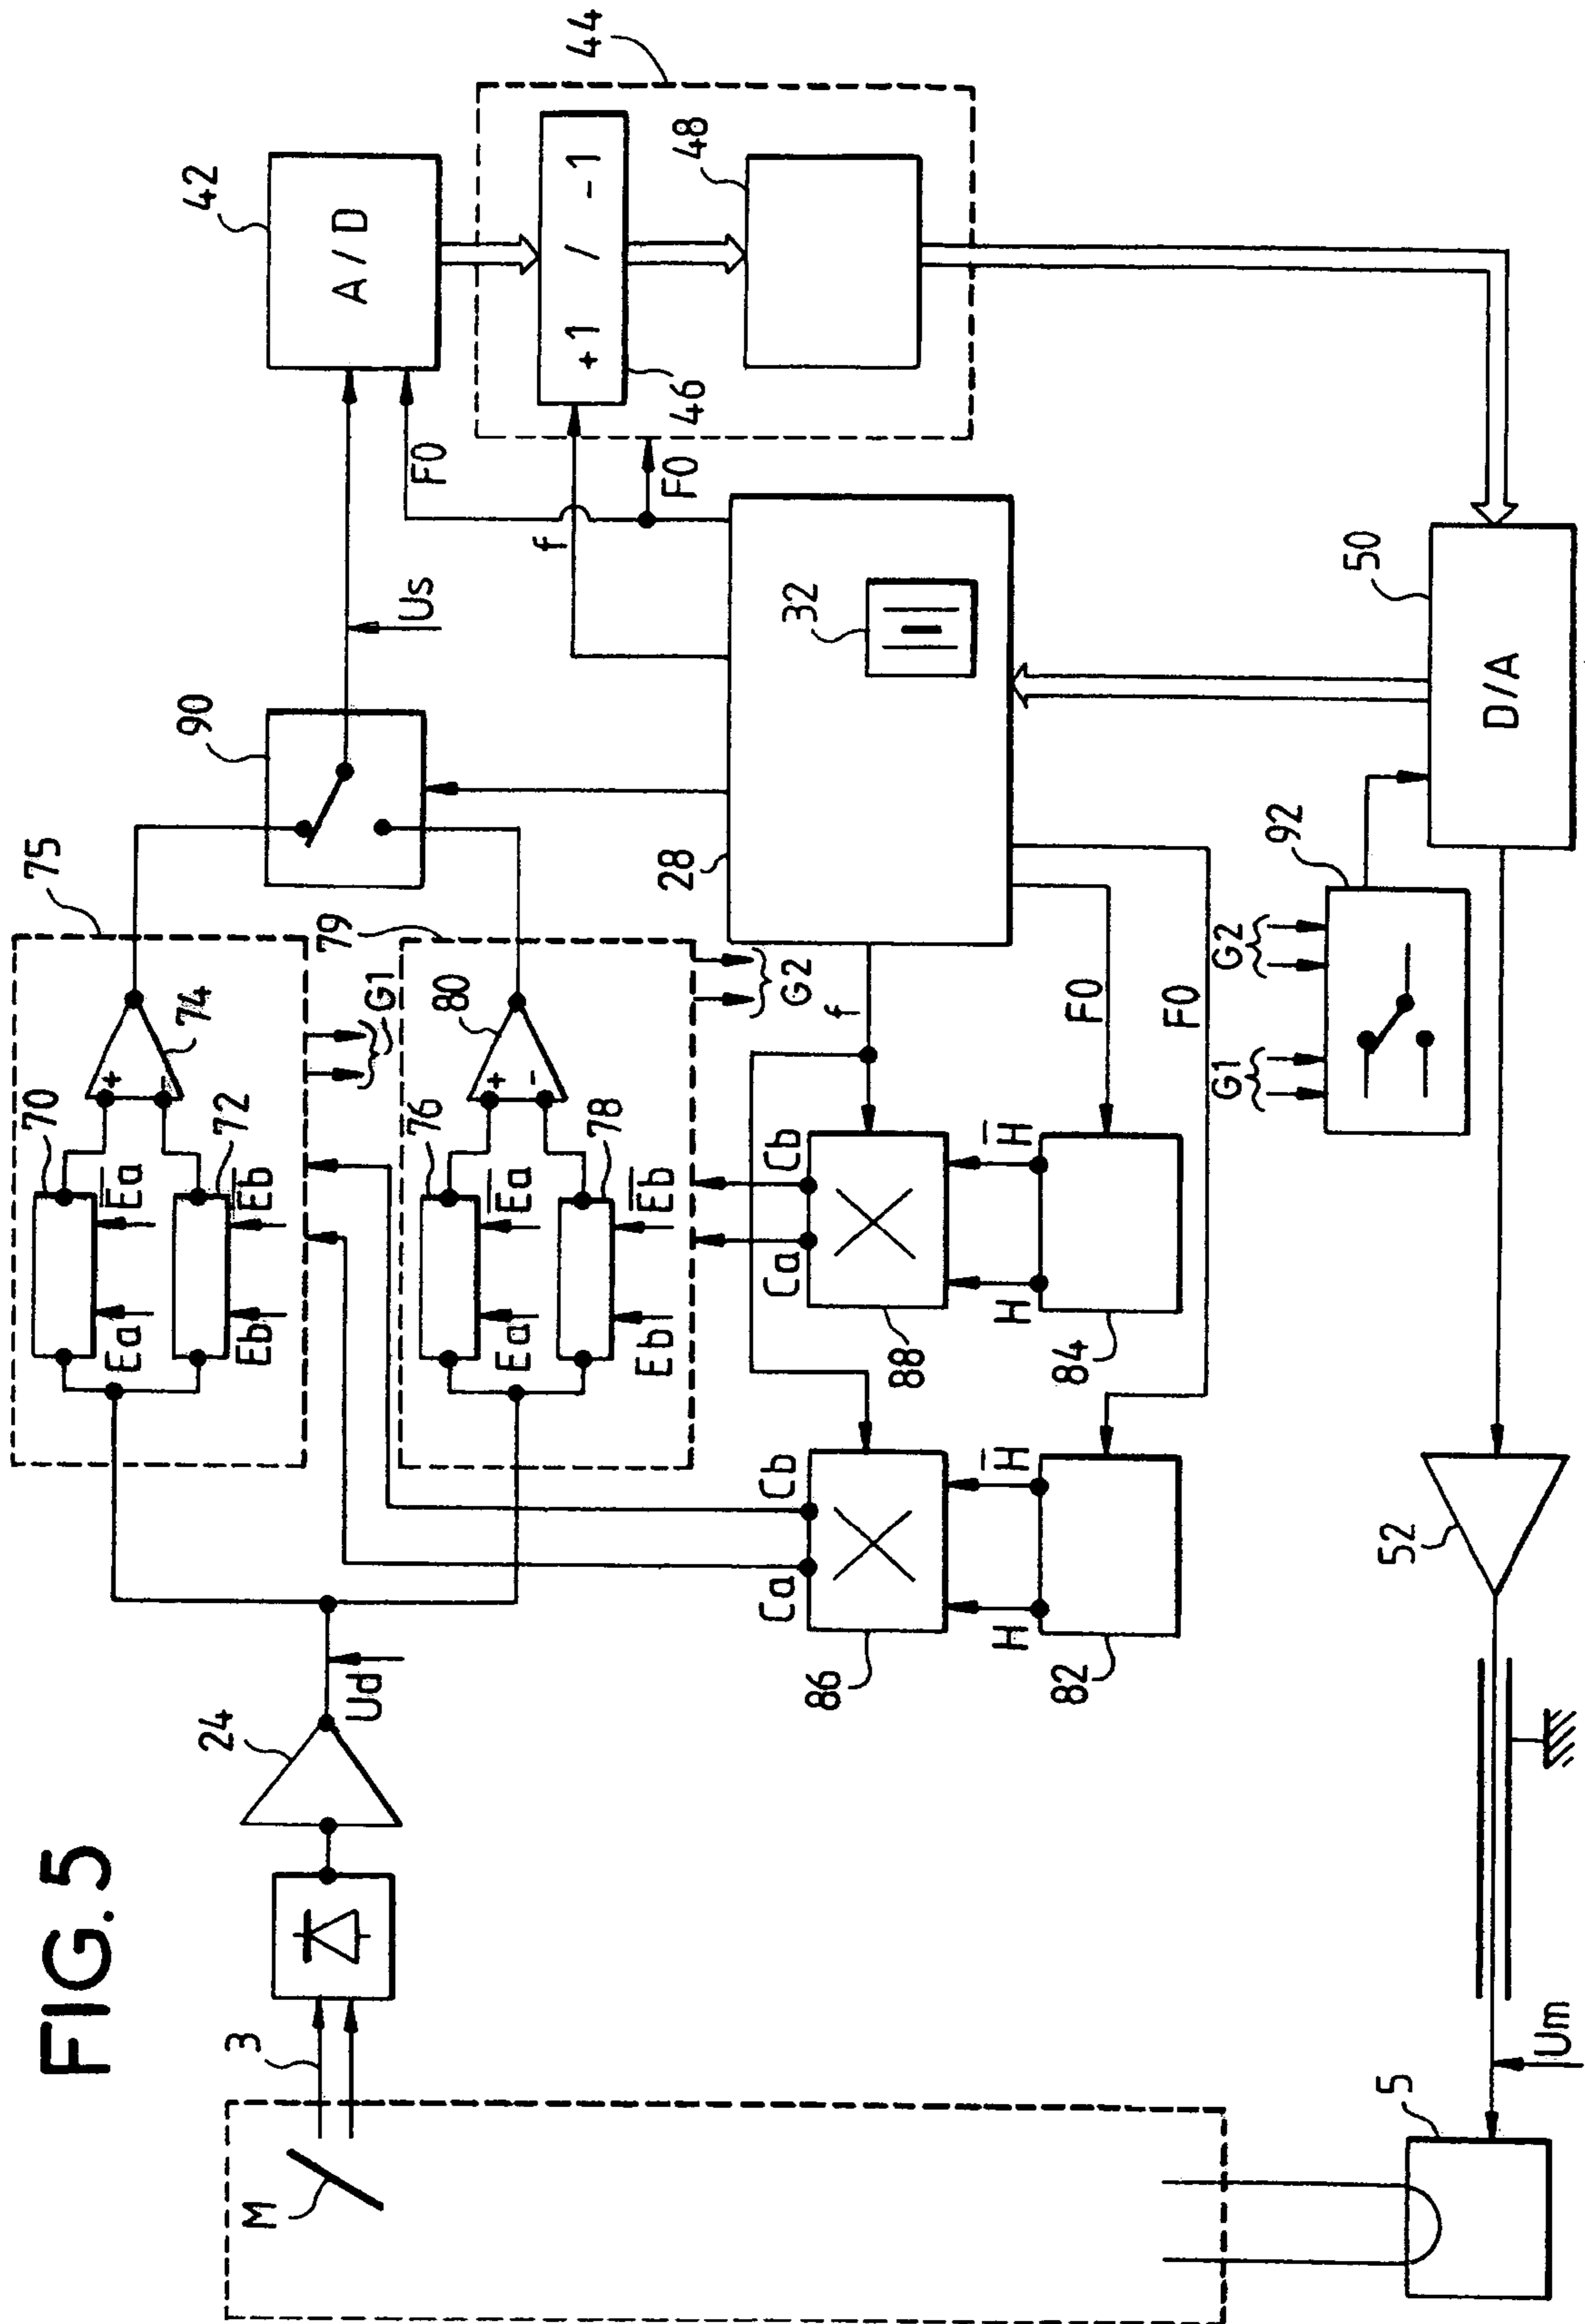 FIG.5
M
3
24
Ud
75
70
Ea
Ea
72
Eb
Eb
+
-
74
G1
79
76
Ea
Ea
78
Eb
Eb
+
-
80
G2
90
Us
42
A/D
F0
44
+1 / -1
46
48
f
F0
28
32
f
F0
F0
86
Ca
Cb
H
H
82
88
Ca
Cb
H
H
84
92
G1
G2
50
D/A
52
Um
5